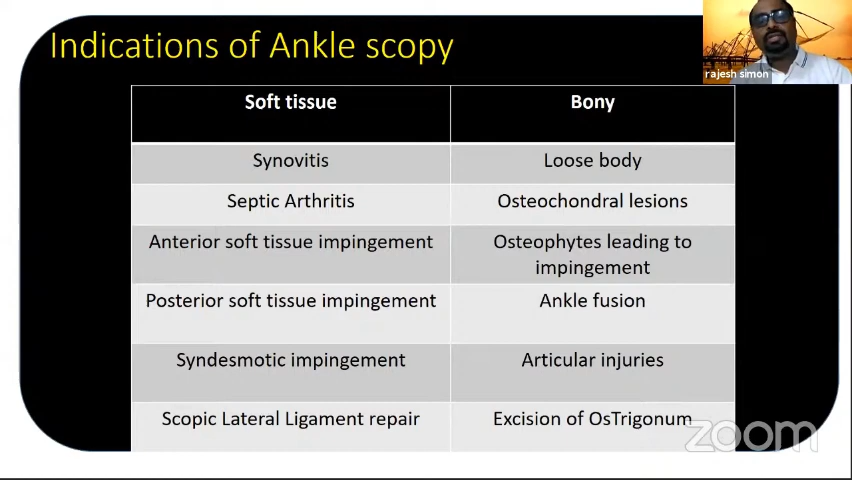 Indications of Ankle scopy
rajesh simon
Soft tissue
Bony
Synovitis
Loose body
Septic Arthritis
Osteochondral lesions
Anterior soft tissue impingement
Osteophytes leading to
impingement
Posterior soft tissue impingement
Ankle fusion
Syndesmotic impingement
Articular injuries
Scopic Lateral Ligament repair
Excision of OsTrigonum
zoom